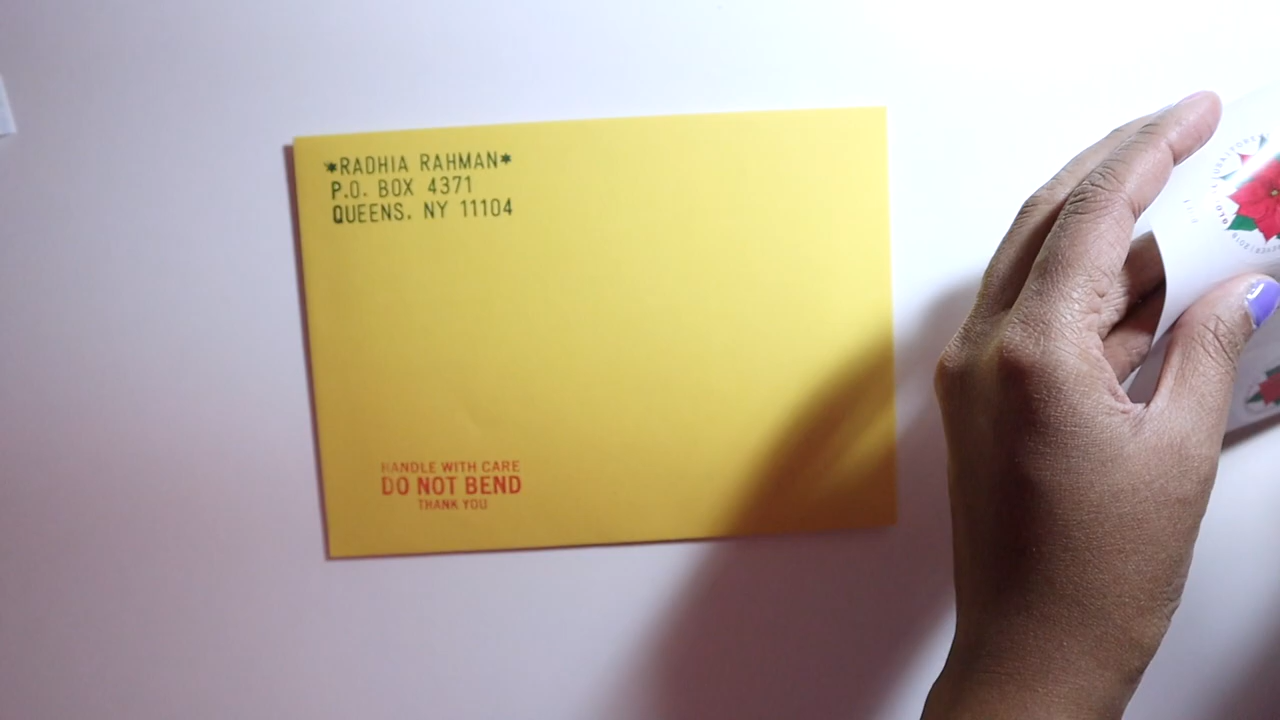 *RADHIA RAHMAN*
P.O. BOX 4371
QUEENS, NY 11104
HANDLE WITH CARE
DO NOT BEND
THANK YOU